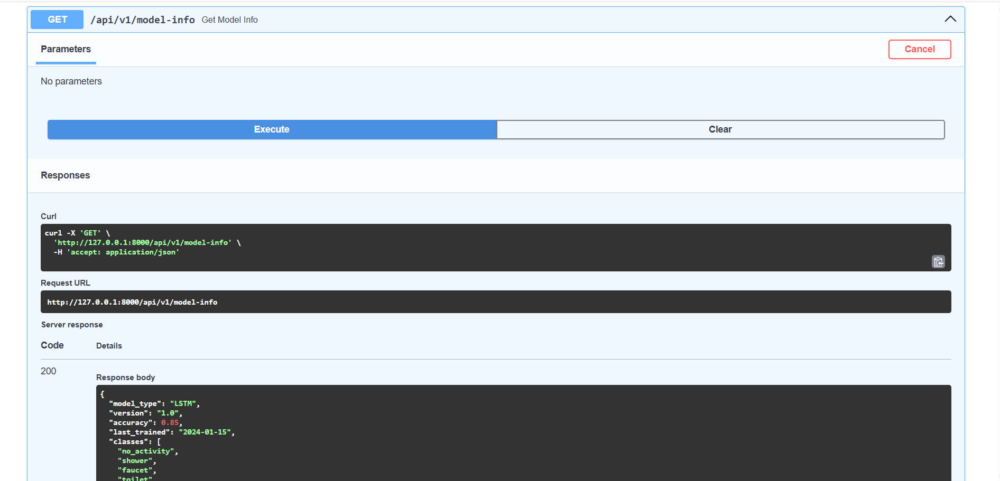 GET /api/v1/model-info Get Model Info
Parameters
Cancel
No parameters
Execute
Clear
Responses
Curl
curl -X 'GET' \
  'http://127.0.0.1:8000/api/v1/model-info' \
  -H 'accept: application/json'
Request URL
http://127.0.0.1:8000/api/v1/model-info
Server response
Code Details
200
Response body
{
  "model_type": "LSTM",
  "version": "1.0",
  "accuracy": 0.85,
  "last_trained": "2024-01-15",
  "classes": [
    "no_activity",
    "shower",
    "faucet",
    "toilet"